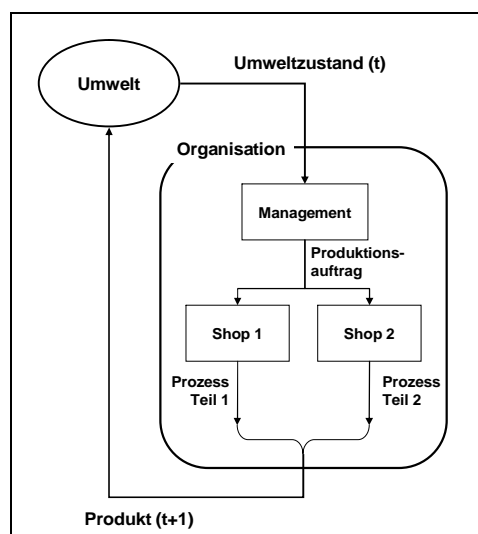 Umweltzustand (t)
Umwelt
Organisation
Management
Produktions-
auftrag
Shop 1
Shop 2
Prozess
Teil 1
Prozess
Teil 2
Produkt (t+1)